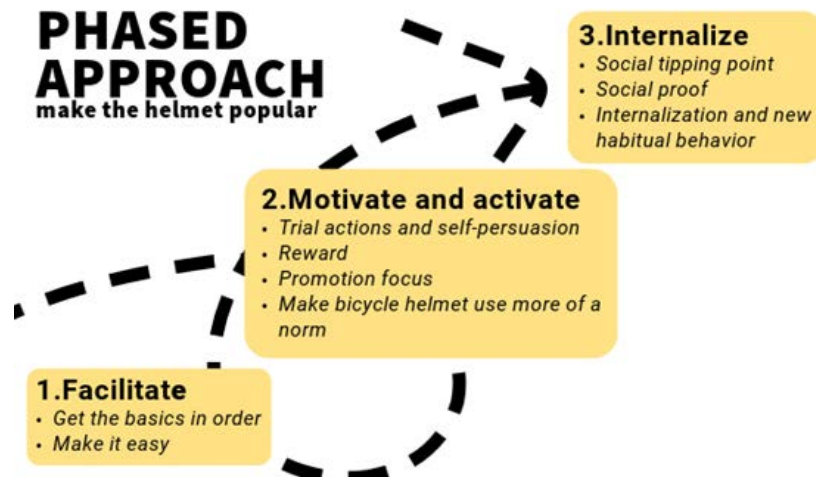 PHASED
APPROACH
make the helmet popular
1.Facilitate
• Get the basics in order
• Make it easy
2.Motivate and activate
• Trial actions and self-persuasion
• Reward
• Promotion focus
• Make bicycle helmet use more of a
norm
3.Internalize
• Social tipping point
• Social proof
• Internalization and new
habitual behavior